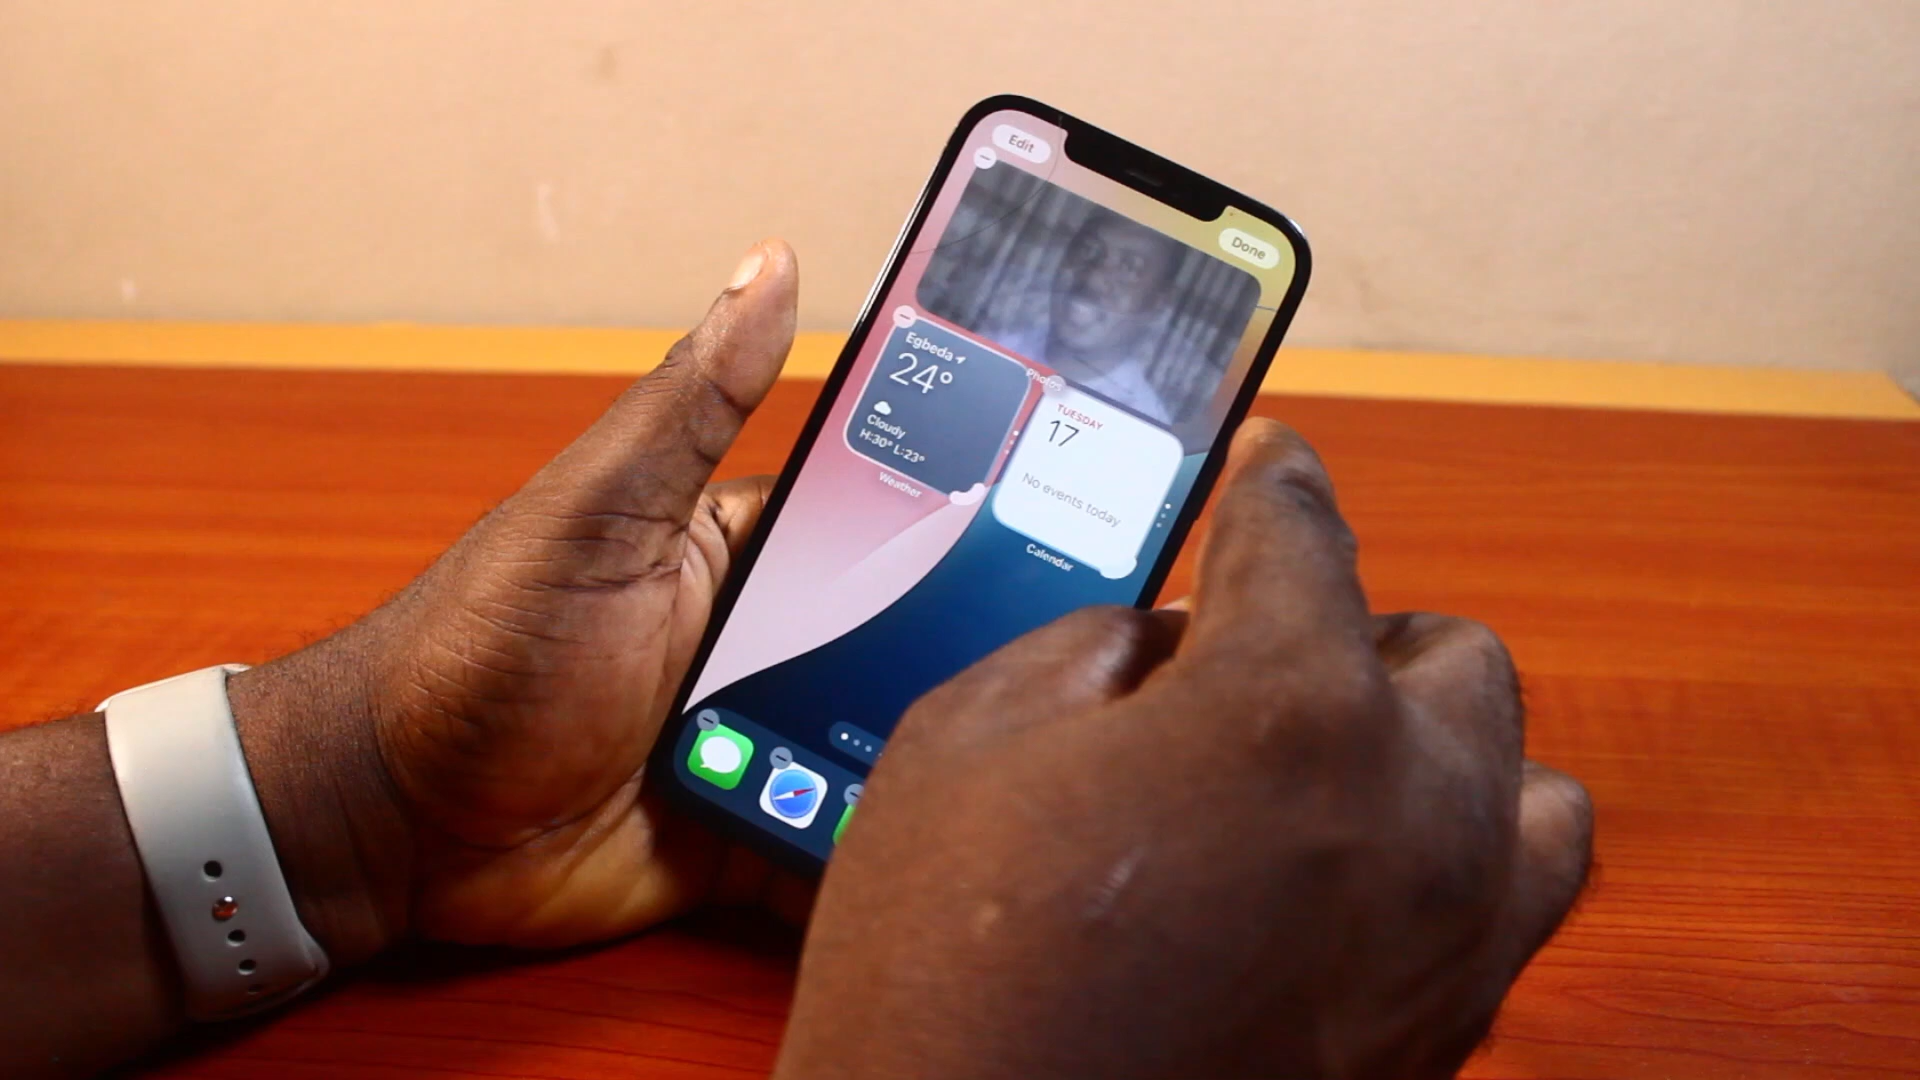 Edit
Done
Photos
Egbeda
24°
Cloudy
H:30° L:23°
Weather
TUESDAY
17
No events today
Calendar